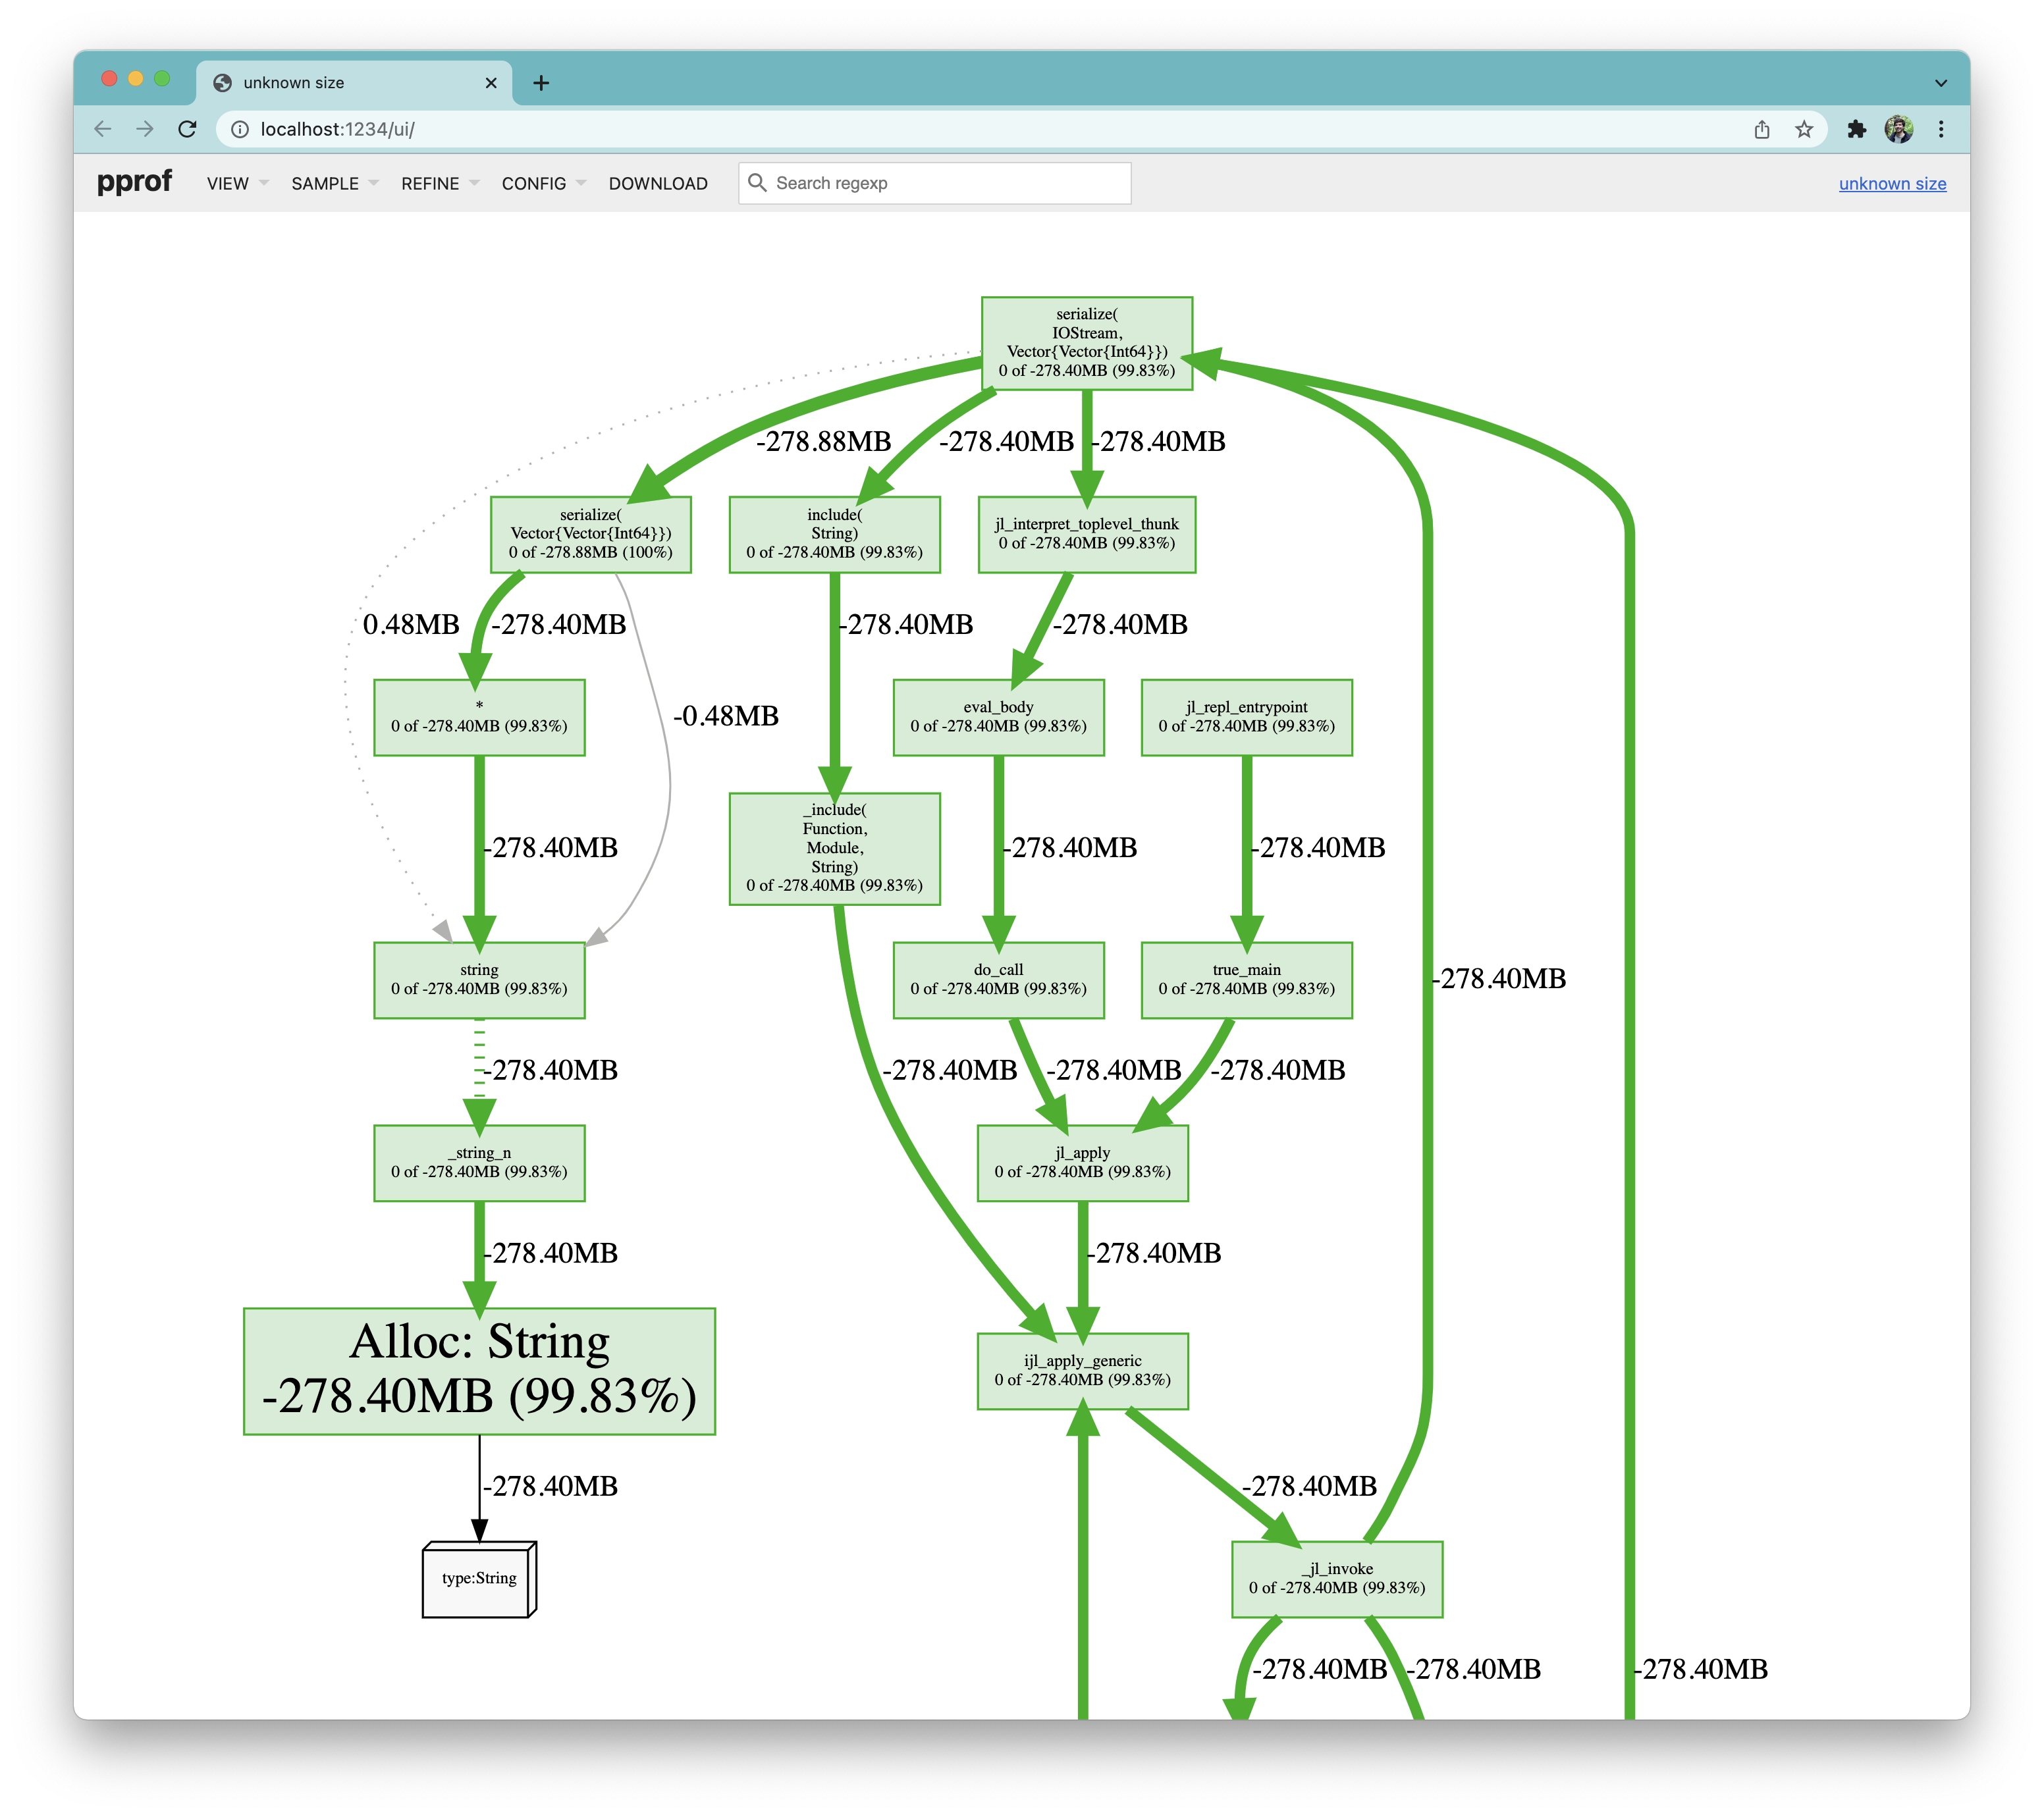 unknown size
localhost:1234/ui/
pprof VIEW SAMPLE REFINE CONFIG DOWNLOAD Search regexp unknown size
serialize(
IOStream,
Vector{Vector{Int64}})
0 of -278.40MB (99.83%)
-278.88MB
-278.40MB
-278.40MB
serialize(
Vector{Vector{Int64}})
0 of -278.88MB (100%)
include(
String)
0 of -278.40MB (99.83%)
jl_interpret_toplevel_thunk
0 of -278.40MB (99.83%)
0.48MB
-278.40MB
-278.40MB
-278.40MB
*
0 of -278.40MB (99.83%)
-0.48MB
eval_body
0 of -278.40MB (99.83%)
jl_repl_entrypoint
0 of -278.40MB (99.83%)
-278.40MB
_include(
Function,
Module,
String)
0 of -278.40MB (99.83%)
-278.40MB
-278.40MB
string
0 of -278.40MB (99.83%)
do_call
0 of -278.40MB (99.83%)
true_main
0 of -278.40MB (99.83%)
-278.40MB
-278.40MB
-278.40MB
-278.40MB
-278.40MB
_string_n
0 of -278.40MB (99.83%)
jl_apply
0 of -278.40MB (99.83%)
-278.40MB
-278.40MB
Alloc: String
-278.40MB (99.83%)
ijl_apply_generic
0 of -278.40MB (99.83%)
-278.40MB
-278.40MB
type:String
_jl_invoke
0 of -278.40MB (99.83%)
-278.40MB
-278.40MB
-278.40MB